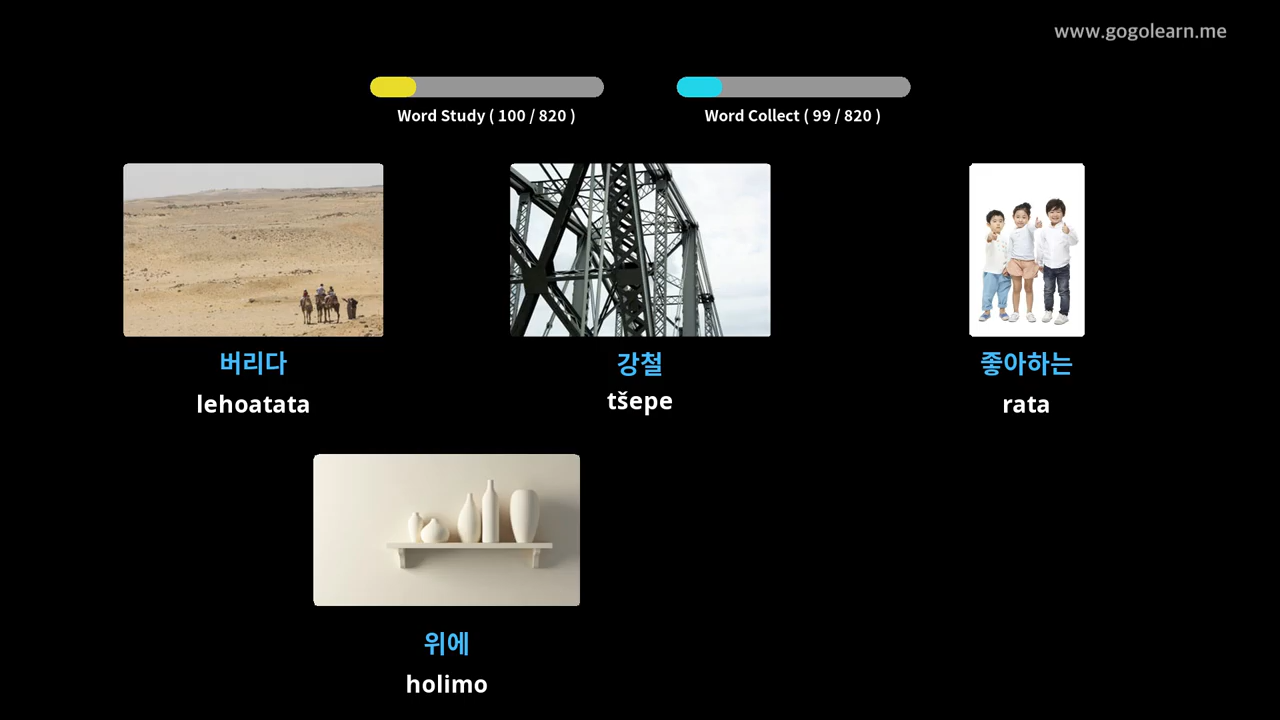 www.gogolearn.me
Word Study ( 100 / 820 )
Word Collect ( 99 / 820 )
버리다
강철
좋아하는
lehoatata
tšepe
rata
위에
holimo